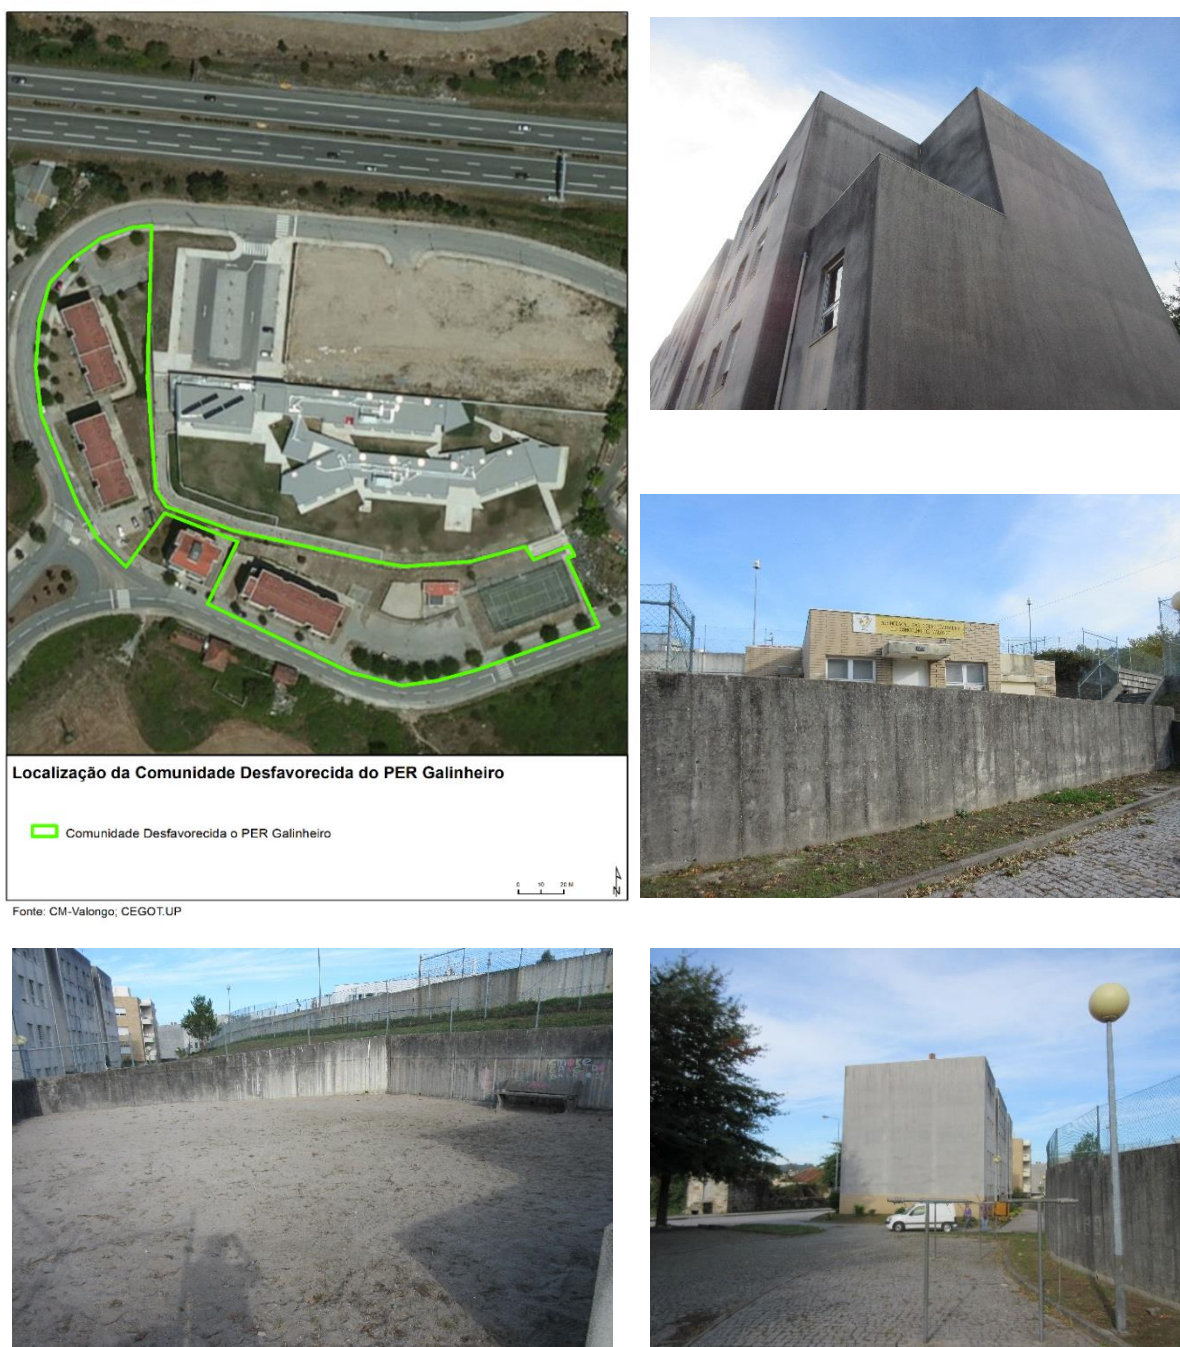 Localização da Comunidade Desfavorecida do PER Galinheiro
Comunidade Desfavorecida o PER Galinheiro
0 10 20 M
N
Fonte: CM-Valongo; CEGOT.UP